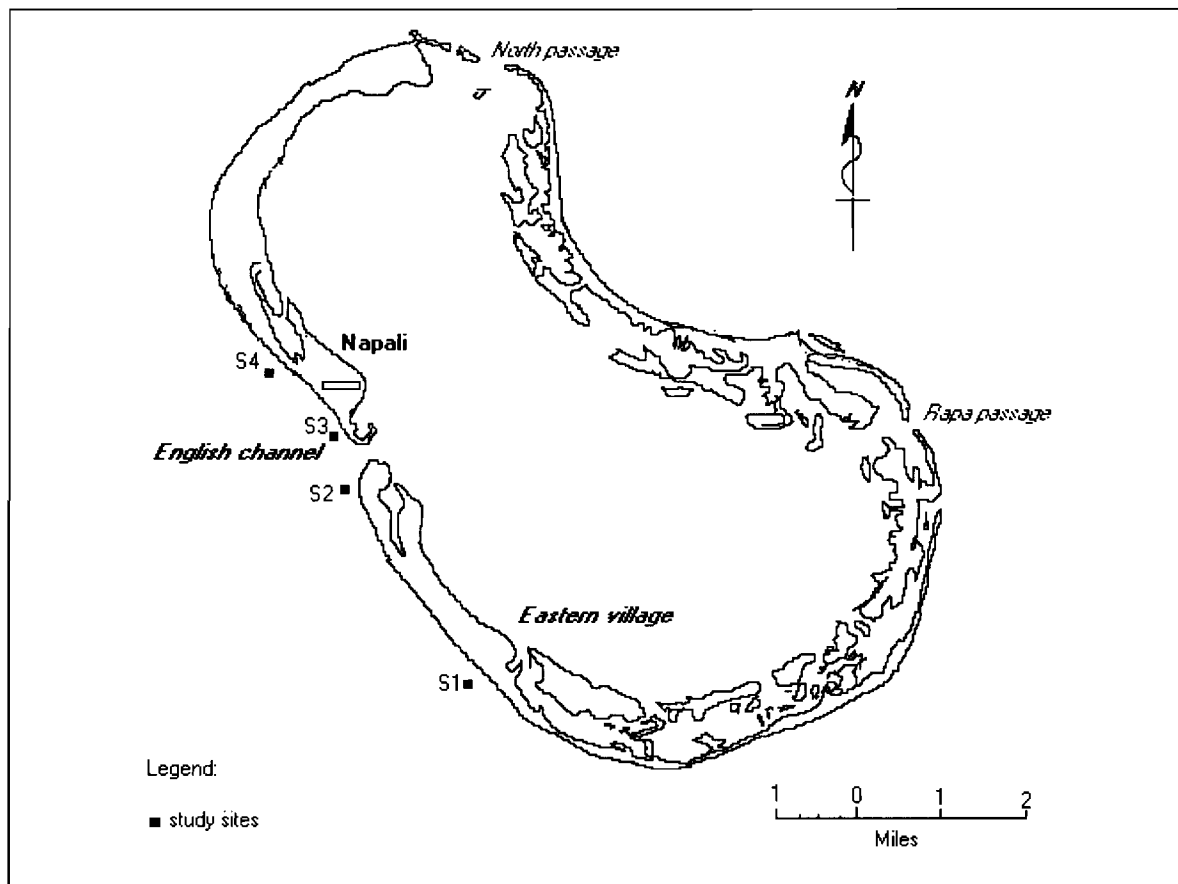 North passage
N
Napali
S4
S3
English channel
Rapa passage
S2
Eastern village
S1
Legend:
■ study sites
1 0 1 2
Miles